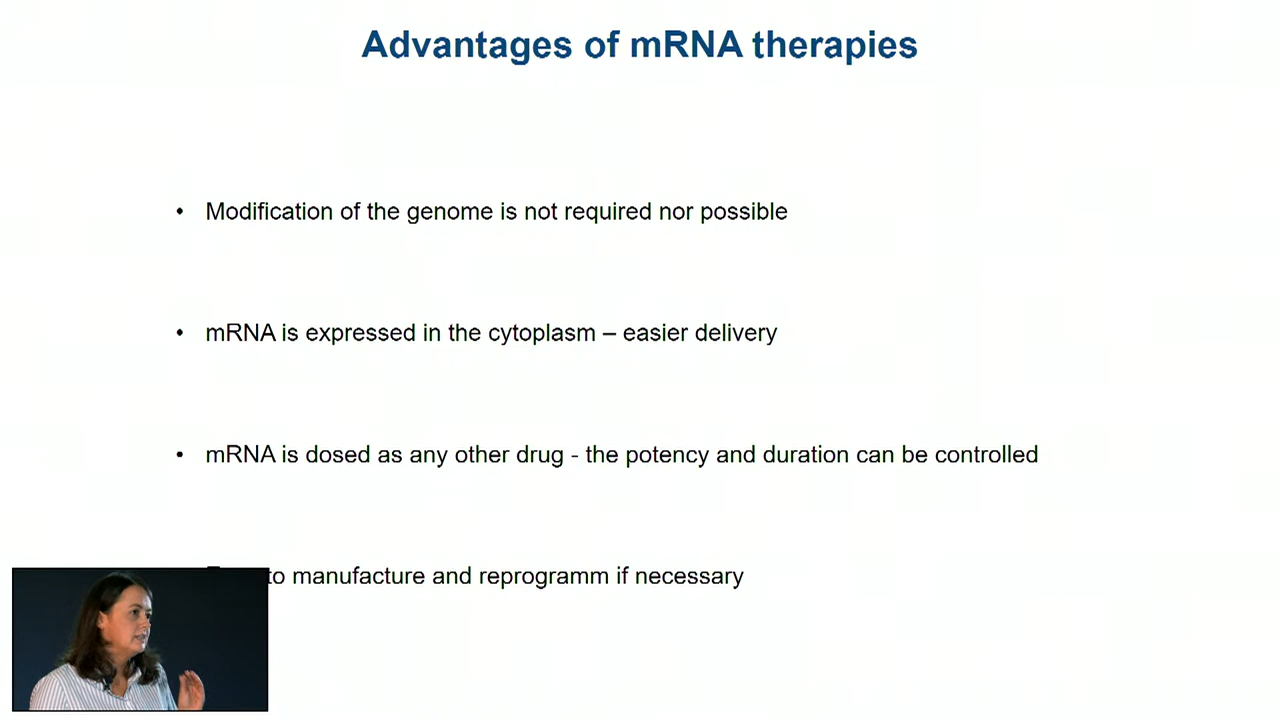 Advantages of mRNA therapies
• Modification of the genome is not required nor possible
• mRNA is expressed in the cytoplasm – easier delivery
• mRNA is dosed as any other drug - the potency and duration can be controlled
to manufacture and reprogramm if necessary